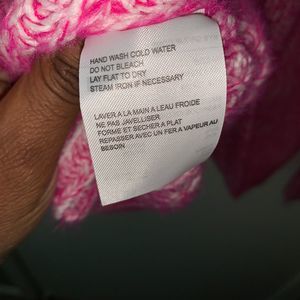 HAND WASH COLD WATER
DO NOT BLEACH
LAY FLAT TO DRY
STEAM IRON IF NECESSARY
LAVER A LA MAIN A LEAU FROIDE
NE PAS JAVELLISER
FORME ET SECHER A PLAT
REPASSER AVEC UN FER A VAPEUR AU
BESOIN